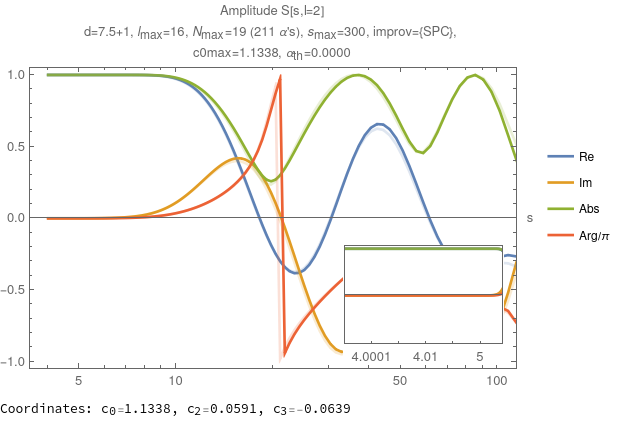 Amplitude S[s,l=2]
d=7.5+1, lmax=16, Nmax=19 (211 α's), smax=300, improv={SPC},
c0max=1.1338, αth=0.0000
1.0
0.5
0.0
−0.5
−1.0
5
10
50
100
s
Re
Im
Abs
Arg/π
4.0001
4.01
5
Coordinates: c0=1.1338, c2=0.0591, c3=-0.0639